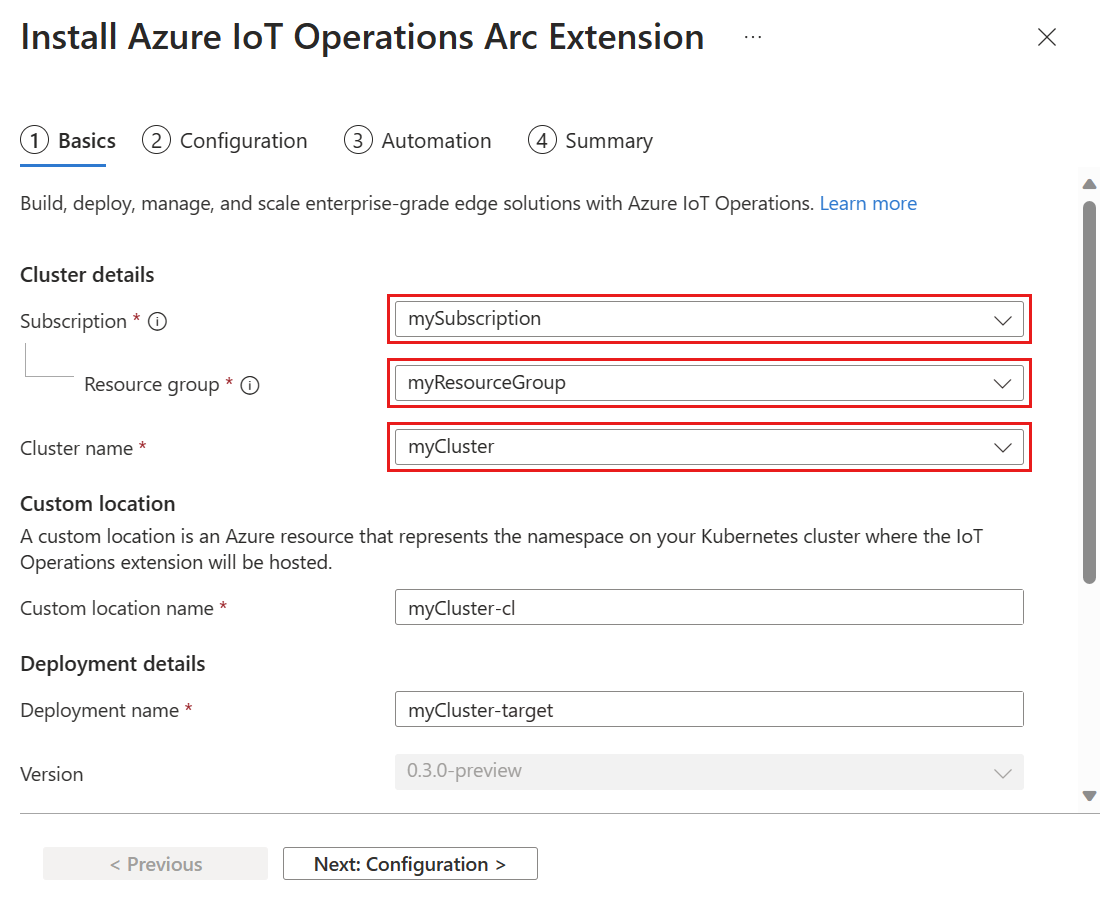 Install Azure IoT Operations Arc Extension ...
1 Basics 2 Configuration 3 Automation 4 Summary
Build, deploy, manage, and scale enterprise-grade edge solutions with Azure IoT Operations. Learn more
Cluster details
Subscription * mySubscription
Resource group * myResourceGroup
Cluster name * myCluster
Custom location
A custom location is an Azure resource that represents the namespace on your Kubernetes cluster where the IoT
Operations extension will be hosted.
Custom location name * myCluster-cl
Deployment details
Deployment name * myCluster-target
Version 0.3.0-preview
< Previous Next: Configuration >